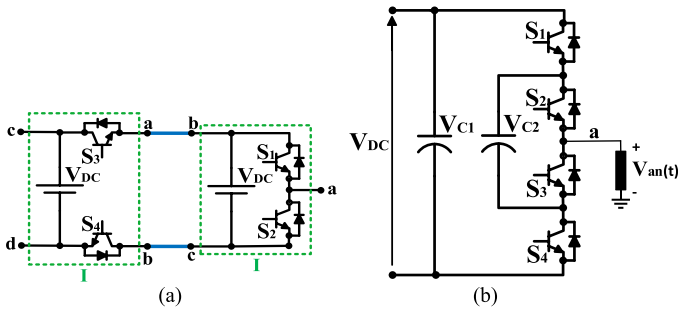 c
a
b
S3
VDC
S4
d
b
c
I
VDC
S1
S2
a
I
(a)
VDC
VC1
VC2
S1
S2
S3
S4
a
+
Van(t)
-
(b)